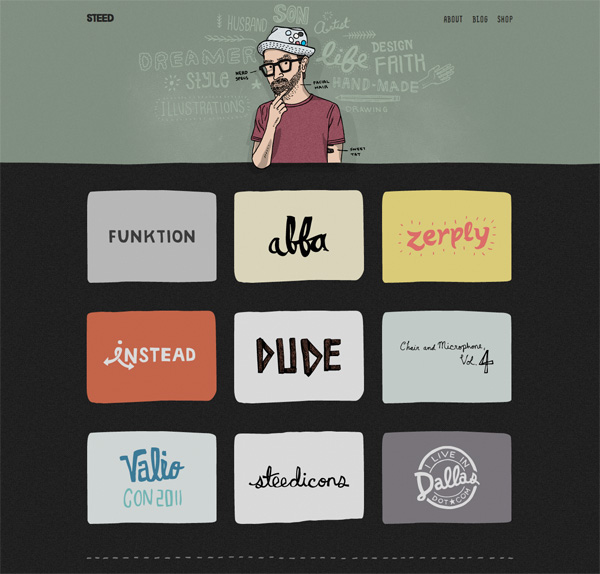 STEED
ABOUT BLOG SHOP
HUSBAND SON Artist
DREAMER life DESIGN
FAITH
STYLE HAND-MADE
ILLUSTRATIONS DRAWING
NERD
SPECS
FACIAL
HAIR
SWEET
TAT
FUNKTION
abba
zerply
iNSTEAD
DUDE
Chair and Microphone,
Vol. 4
Valio
CON 2011
steedicons
I LIVE IN
Dallas
DOT★COM